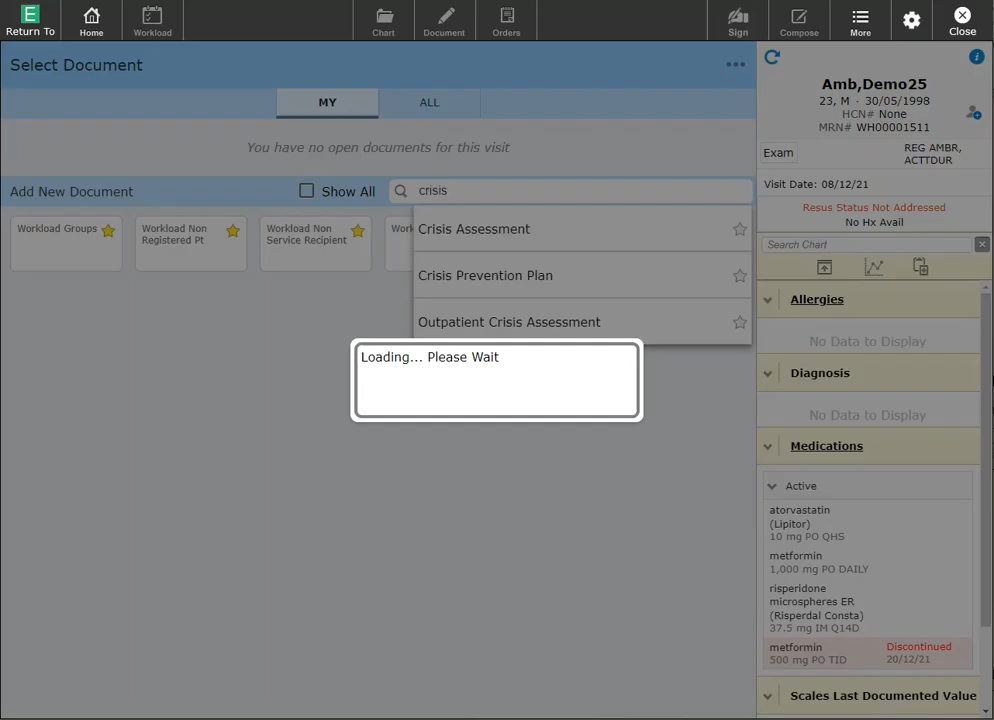 Return To
Home
Workload
Chart
Document
Orders
Sign
Compose
More
Close
Select Document
MY
ALL
You have no open documents for this visit
Add New Document
Show All
crisis
Workload Groups
Workload Non
Registered Pt
Workload Non
Service Recipient
Work
Crisis Assessment
Crisis Prevention Plan
Outpatient Crisis Assessment
Loading... Please Wait
Amb,Demo25
23, M - 30/05/1998
HCN# None
MRN# WH00001511
Exam
REG AMBR,
ACTTDUR
Visit Date: 08/12/21
Resus Status Not Addressed
No Hx Avail
Search Chart
Allergies
No Data to Display
Diagnosis
No Data to Display
Medications
Active
atorvastatin
(Lipitor)
10 mg PO QHS
metformin
1,000 mg PO DAILY
risperidone
microspheres ER
(Risperdal Consta)
37.5 mg IM Q14D
metformin Discontinued
500 mg PO TID 20/12/21
Scales Last Documented Value